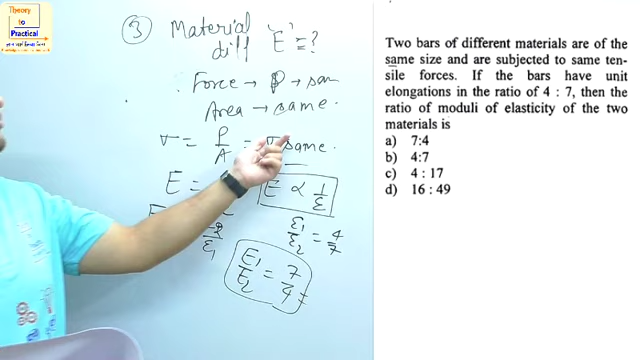 Theory
to
Practical
③ Material
diff 'E' = ?
Force → P → sam
Area → same.
σ = P/A = σ same.
E =
E ∝ 1/ε
E
ε₁/ε₂ = 4/7
ε₁
E₁/E₂ = 7/4
Two bars of different materials are of the
same size and are subjected to same ten-
sile forces. If the bars have unit
elongations in the ratio of 4 : 7, then the
ratio of moduli of elasticity of the two
materials is
a) 7:4
b) 4:7
c) 4 : 17
d) 16 : 49